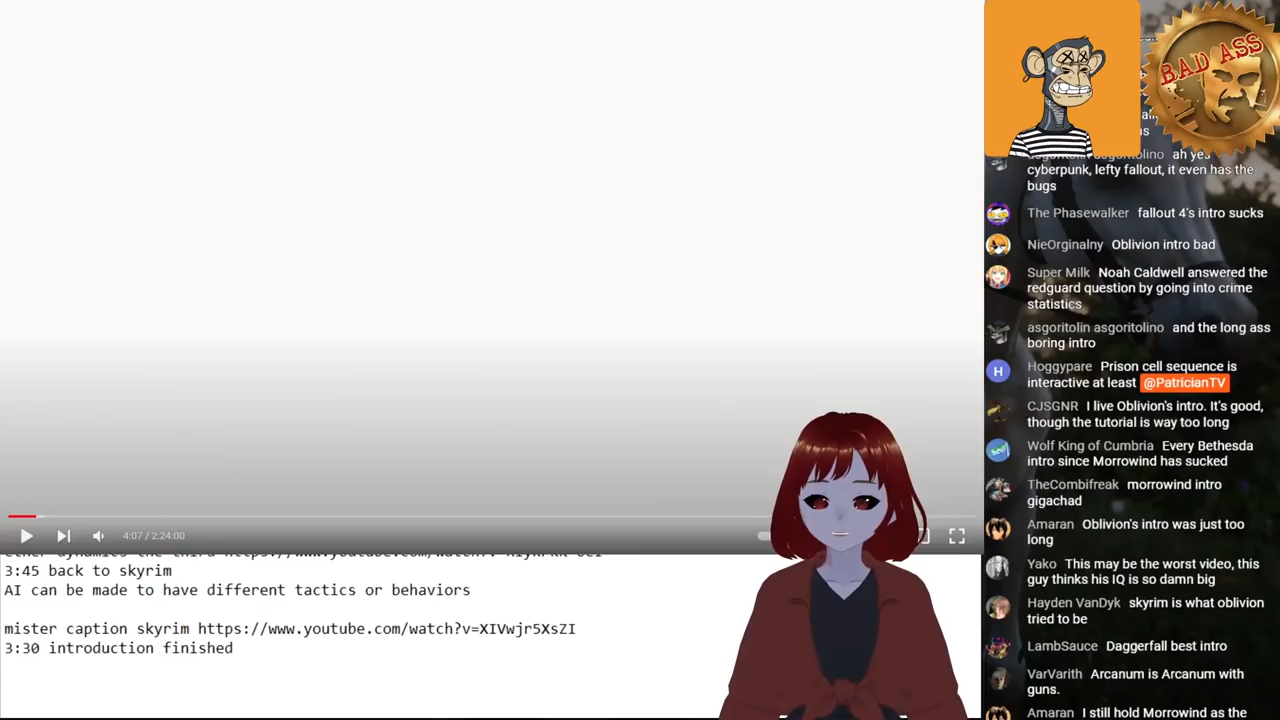 BAD ASS
asgoritolin asgoritolino ah yes
cyberpunk, lefty fallout, it even has the
bugs
The Phasewalker fallout 4's intro sucks
NieOrginalny Oblivion intro bad
Super Milk Noah Caldwell answered the
redguard question by going into crime
statistics
asgoritolin asgoritolino and the long ass
boring intro
H Hoggypare Prison cell sequence is
interactive at least @PatricianTV
CJSGNR I live Oblivion's intro. It's good,
though the tutorial is way too long
Wolf King of Cumbria Every Bethesda
intro since Morrowind has sucked
TheCombifreak morrowind intro
gigachad
Amaran Oblivion's intro was just too
long
Yako This may be the worst video, this
guy thinks his IQ is so damn big
Hayden VanDyk skyrim is what oblivion
tried to be
LambSauce Daggerfall best intro
VarVarith Arcanum is Arcanum with
guns.
Amaran I still hold Morrowind as the
4:07 / 2:24:00
3:45 back to skyrim
AI can be made to have different tactics or behaviors
mister caption skyrim https://www.youtube.com/watch?v=XIVwjr5XsZI
3:30 introduction finished